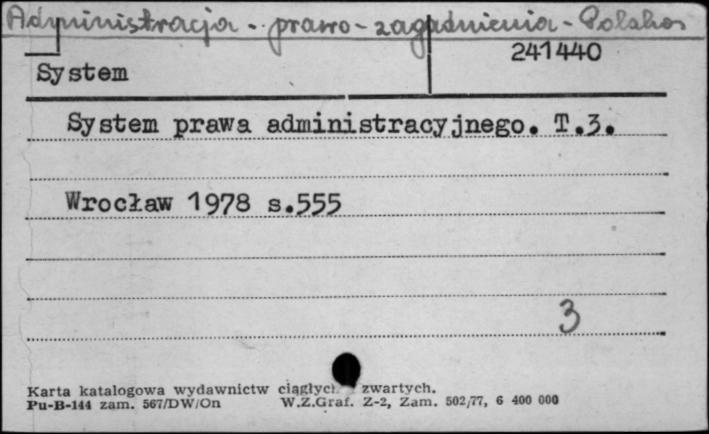 Administracja - prawo - zagadnienia - Polska
241440
System
System prawa administracyjnego. T.3.
Wrocław 1978 s.555
3
Karta katalogowa wydawnictw ciągłych zwartych.
Pu-B-144 zam. 567/DW/On W.Z.Graf. Z-2, Zam. 502/77, 6 400 000